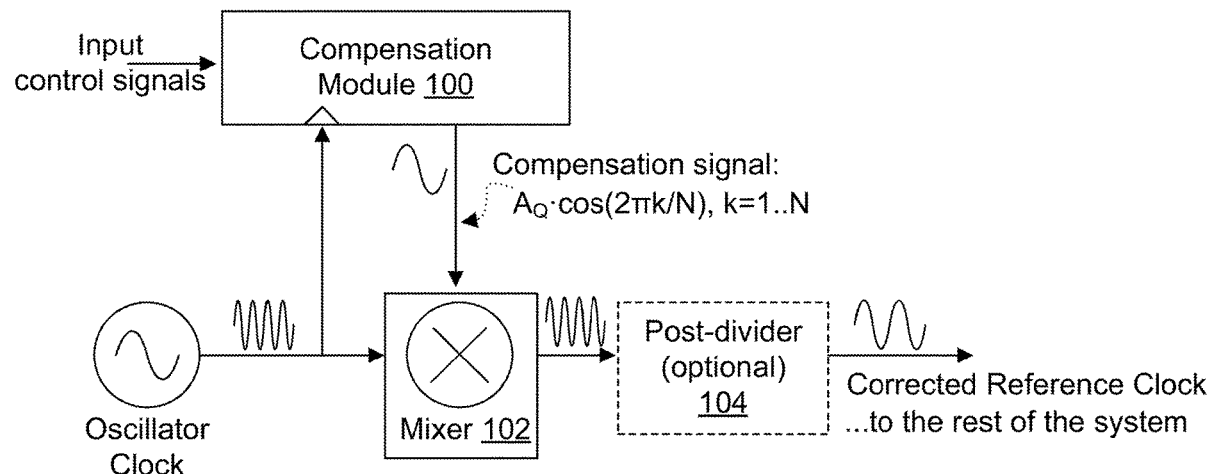 Input
control signals
Compensation
Module 100
Compensation signal:
A_Q·cos(2πk/N), k=1..N
Oscillator
Clock
Mixer 102
Post-divider
(optional)
104
Corrected Reference Clock
...to the rest of the system